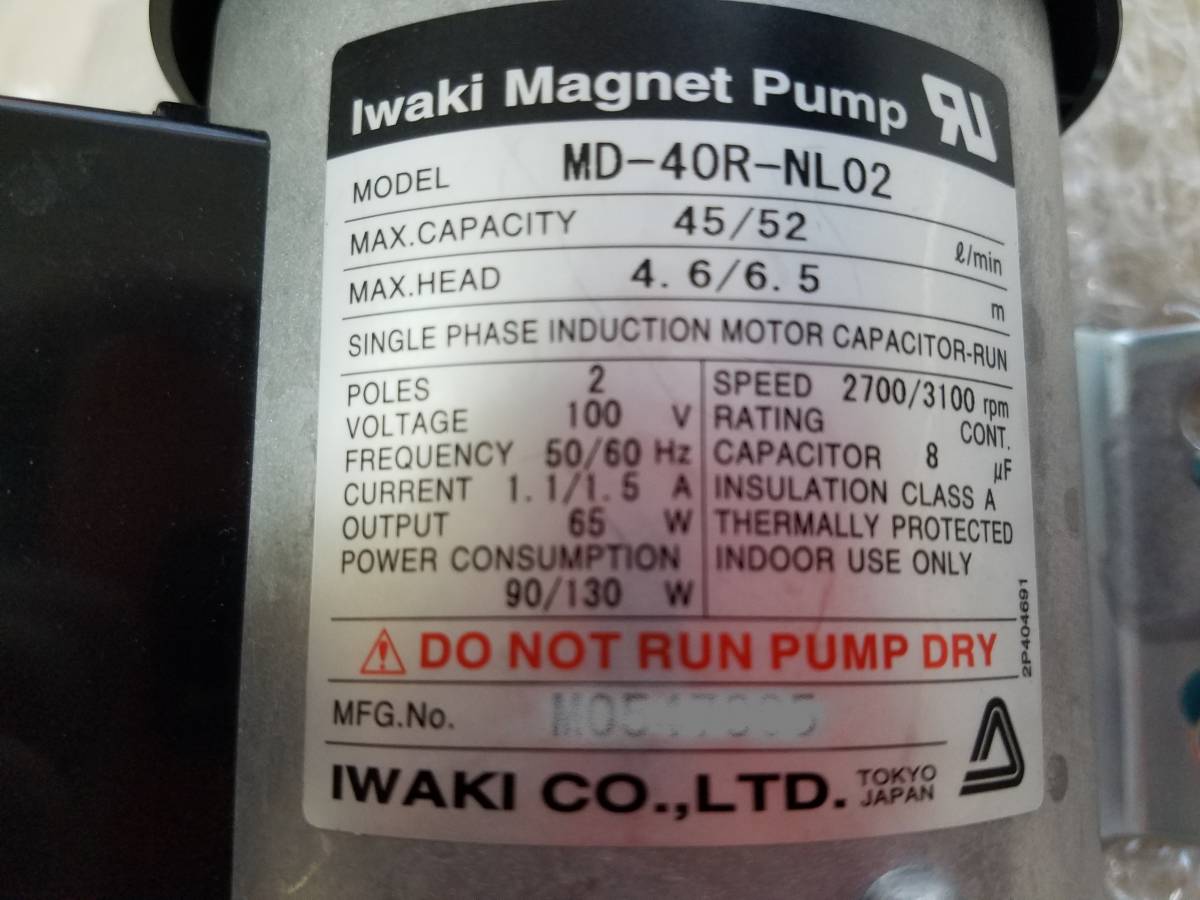 Iwaki Magnet Pump
MODEL MD-40R-NL02
MAX.CAPACITY 45/52 ℓ/min
MAX.HEAD 4.6/6.5 m
SINGLE PHASE INDUCTION MOTOR CAPACITOR-RUN
POLES 2
VOLTAGE 100 V
FREQUENCY 50/60 Hz
CURRENT 1.1/1.5 A
OUTPUT 65 W
POWER CONSUMPTION
90/130 W
SPEED 2700/3100 rpm
RATING CONT.
CAPACITOR 8 μF
INSULATION CLASS A
THERMALLY PROTECTED
INDOOR USE ONLY
2P404691
DO NOT RUN PUMP DRY
MFG.No.
IWAKI CO.,LTD. TOKYO
JAPAN